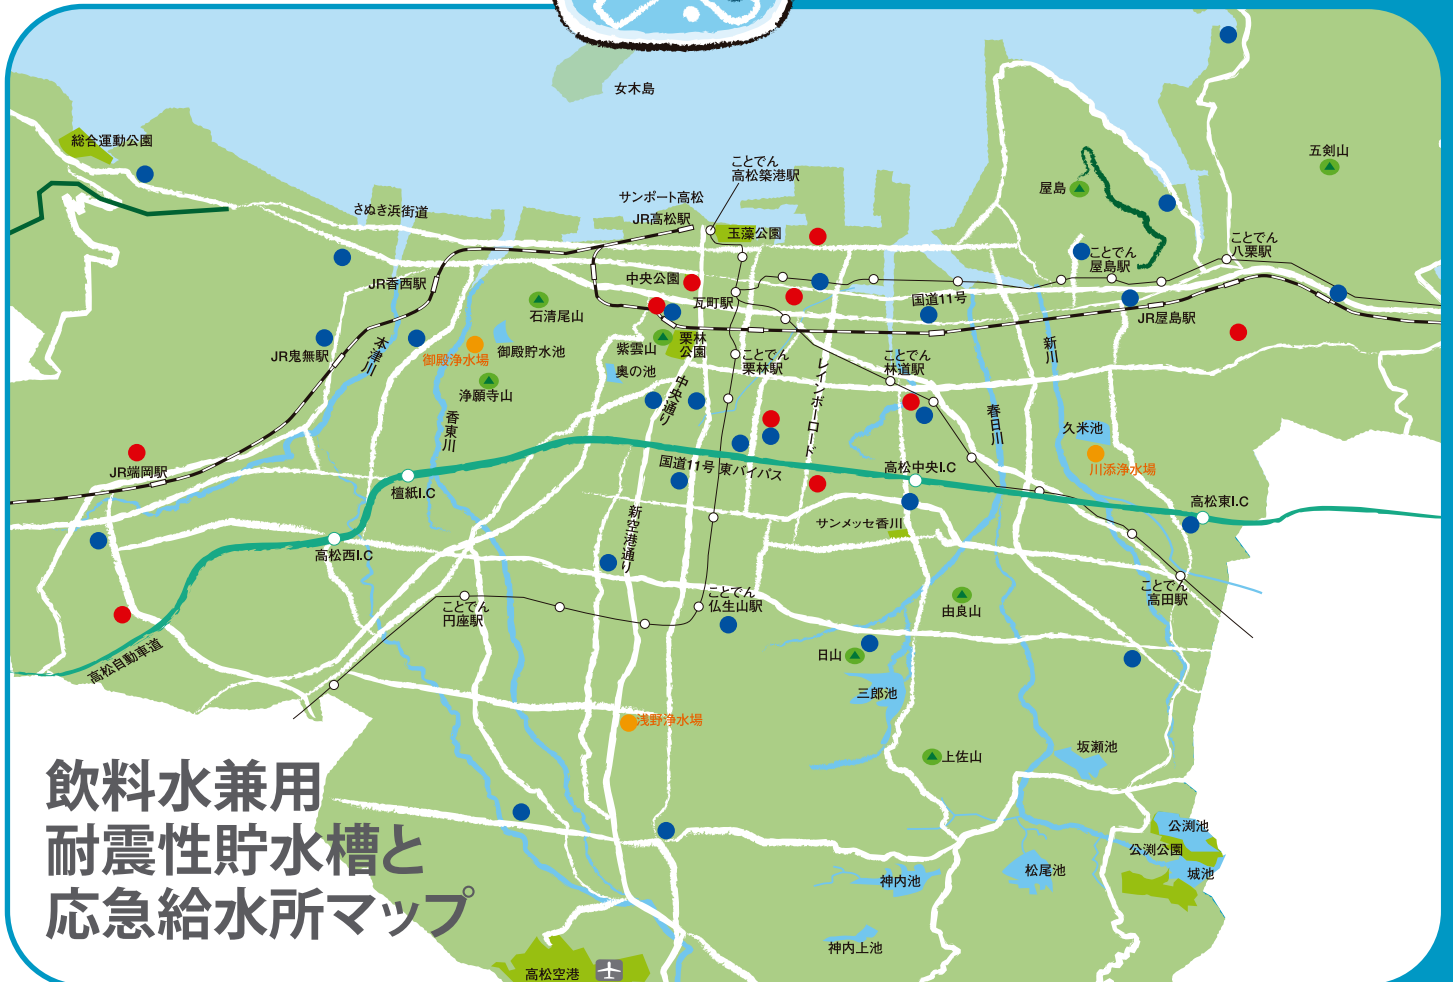 女木島
総合運動公園
五剣山
ことでん
高松築港駅
屋島
サンポート高松
さぬき浜街道
JR高松駅
玉藻公園
ことでん
屋島駅
ことでん
八栗駅
JR香西駅
中央公園
瓦町駅
国道11号
石清尾山
JR屋島駅
JR鬼無駅
本津川
御殿浄水場
御殿貯水池
紫雲山
栗林
公園
ことでん
栗林駅
レインボーロード
ことでん
林道駅
新川
奥の池
浄願寺山
中央通り
香東川
春日川
久米池
JR端岡駅
国道11号 東バイパス
高松中央I.C
川添浄水場
檀紙I.C
高松東I.C
新空港通り
サンメッセ香川
高松西I.C
ことでん
円座駅
ことでん
仏生山駅
由良山
ことでん
高田駅
高松自動車道
日山
三郎池
浅野浄水場
上佐山
坂瀬池
飲料水兼用
耐震性貯水槽と
応急給水所マップ
公渕池
公渕公園
城池
神内池
松尾池
神内上池
高松空港